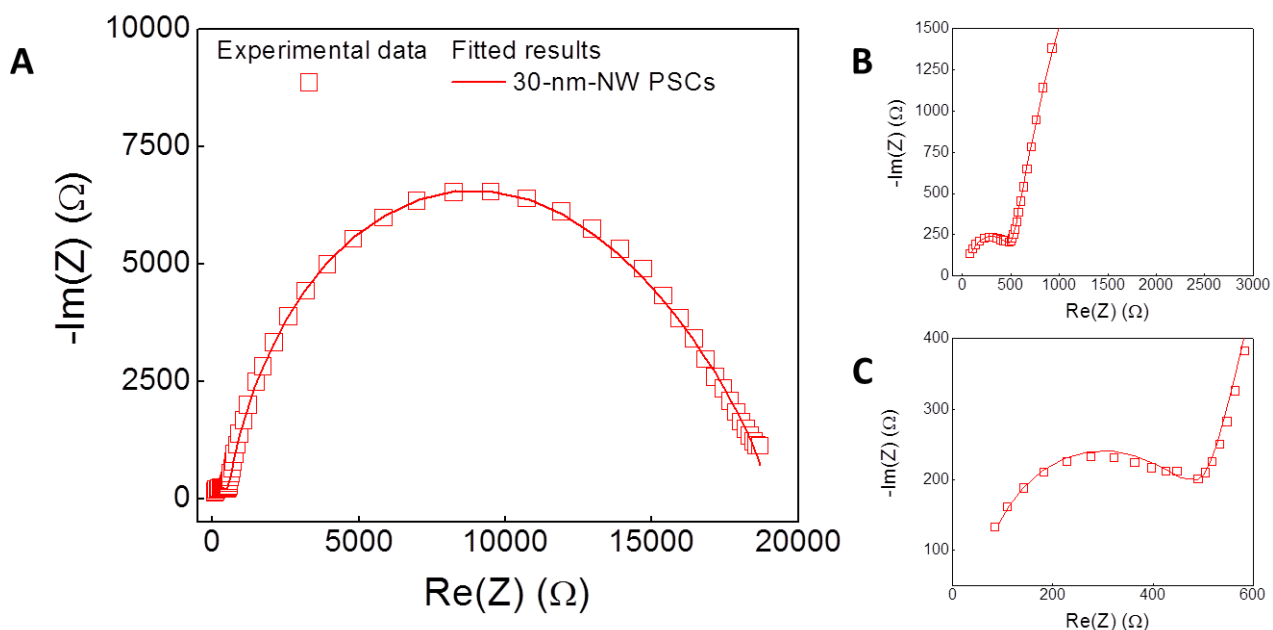 A
Experimental data Fitted results
30-nm-NW PSCs
10000
7500
5000
2500
0
-Im(Z) (Ω)
0 5000 10000 15000 20000
Re(Z) (Ω)
B
1500
1250
1000
750
500
250
0
-Im(Z) (Ω)
0 500 1000 1500 2000 2500 3000
Re(Z) (Ω)
C
400
300
200
100
-Im(Z) (Ω)
0 200 400 600
Re(Z) (Ω)